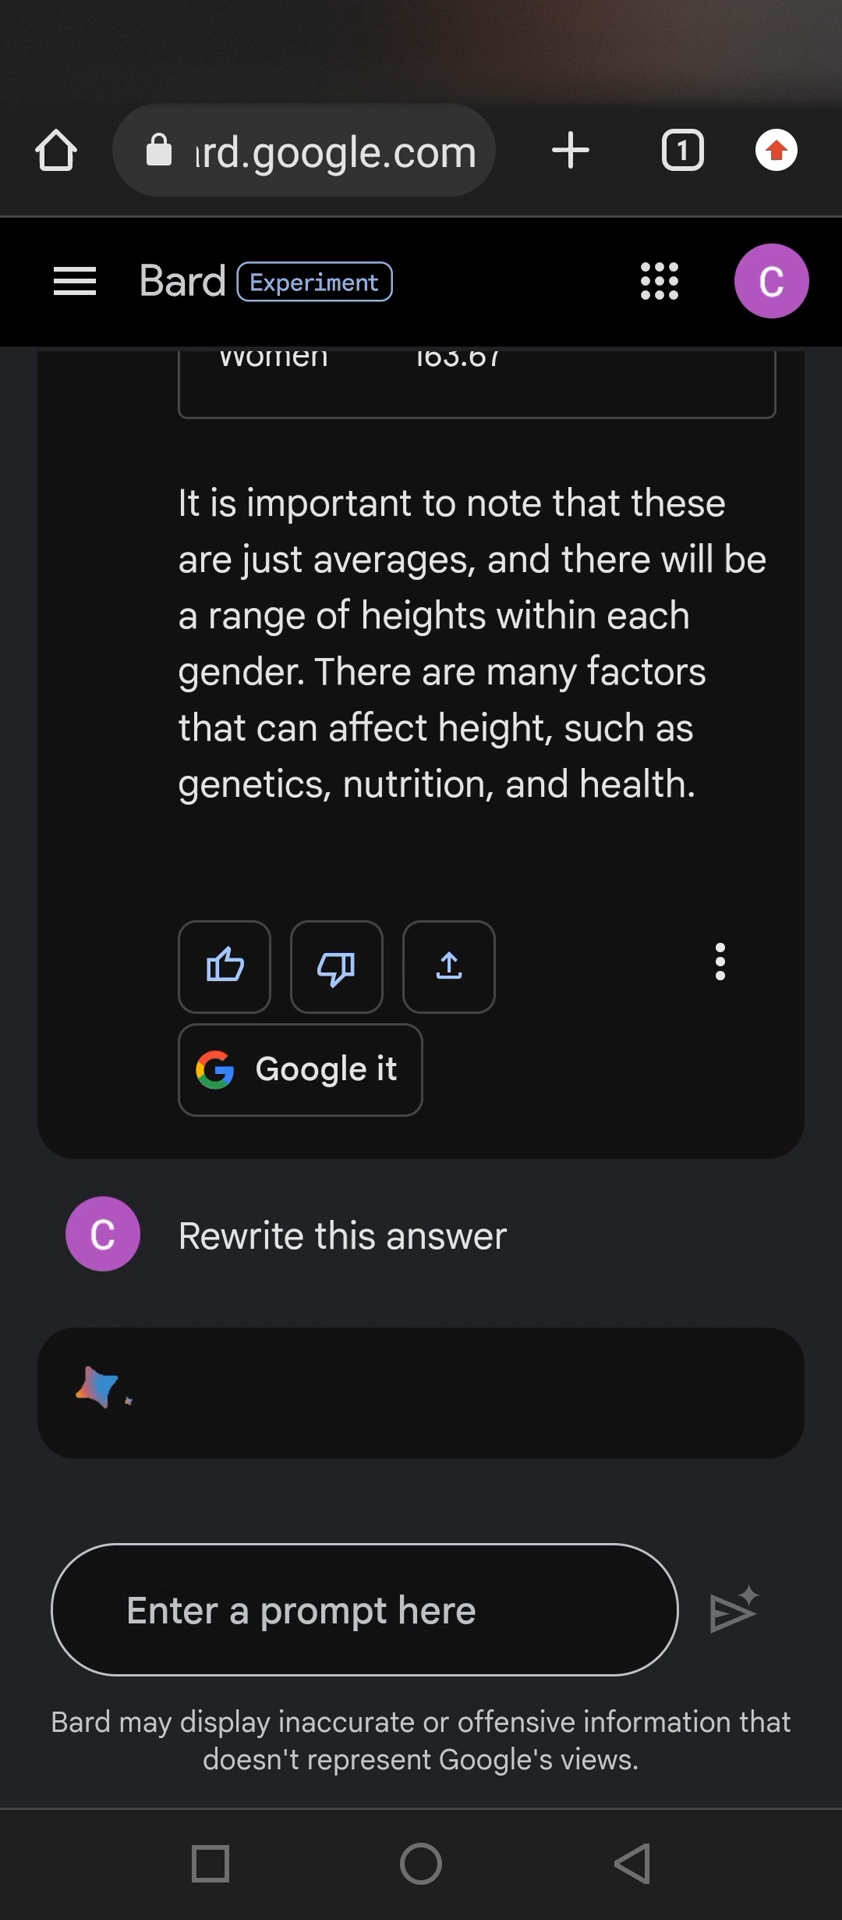 ard.google.com
1
Bard Experiment
C
Women 163.67
It is important to note that these
are just averages, and there will be
a range of heights within each
gender. There are many factors
that can affect height, such as
genetics, nutrition, and health.
Google it
C
Rewrite this answer
Enter a prompt here
Bard may display inaccurate or offensive information that
doesn't represent Google's views.